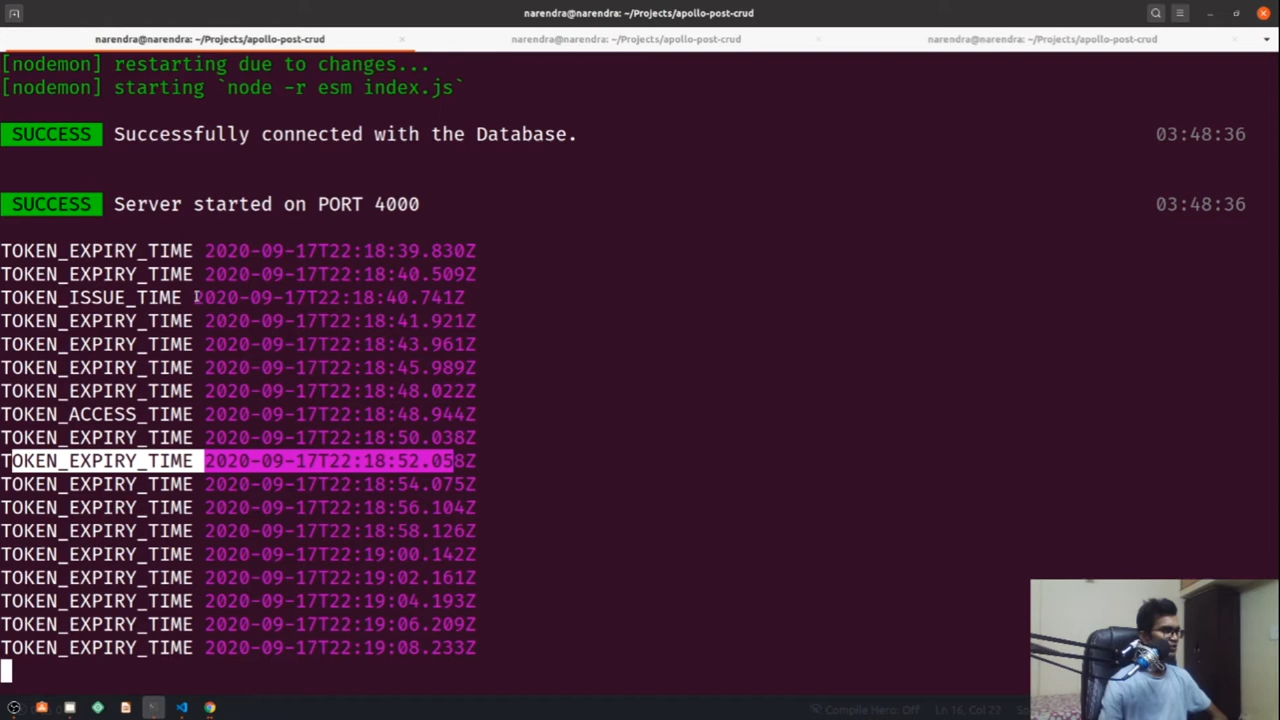 narendra@narendra: ~/Projects/apollo-post-crud
narendra@narendra: ~/Projects/apollo-post-crud
narendra@narendra: ~/Projects/apollo-post-crud
narendra@narendra: ~/Projects/apollo-post-crud
[nodemon] restarting due to changes...
[nodemon] starting `node -r esm index.js`
SUCCESS Successfully connected with the Database. 03:48:36
SUCCESS Server started on PORT 4000 03:48:36
TOKEN_EXPIRY_TIME 2020-09-17T22:18:39.830Z
TOKEN_EXPIRY_TIME 2020-09-17T22:18:40.509Z
TOKEN_ISSUE_TIME 2020-09-17T22:18:40.741Z
TOKEN_EXPIRY_TIME 2020-09-17T22:18:41.921Z
TOKEN_EXPIRY_TIME 2020-09-17T22:18:43.961Z
TOKEN_EXPIRY_TIME 2020-09-17T22:18:45.989Z
TOKEN_EXPIRY_TIME 2020-09-17T22:18:48.022Z
TOKEN_ACCESS_TIME 2020-09-17T22:18:48.944Z
TOKEN_EXPIRY_TIME 2020-09-17T22:18:50.038Z
TOKEN_EXPIRY_TIME 2020-09-17T22:18:52.058Z
TOKEN_EXPIRY_TIME 2020-09-17T22:18:54.075Z
TOKEN_EXPIRY_TIME 2020-09-17T22:18:56.104Z
TOKEN_EXPIRY_TIME 2020-09-17T22:18:58.126Z
TOKEN_EXPIRY_TIME 2020-09-17T22:19:00.142Z
TOKEN_EXPIRY_TIME 2020-09-17T22:19:02.161Z
TOKEN_EXPIRY_TIME 2020-09-17T22:19:04.193Z
TOKEN_EXPIRY_TIME 2020-09-17T22:19:06.209Z
TOKEN_EXPIRY_TIME 2020-09-17T22:19:08.233Z
Compile Hero: Off Ln 16, Col 22